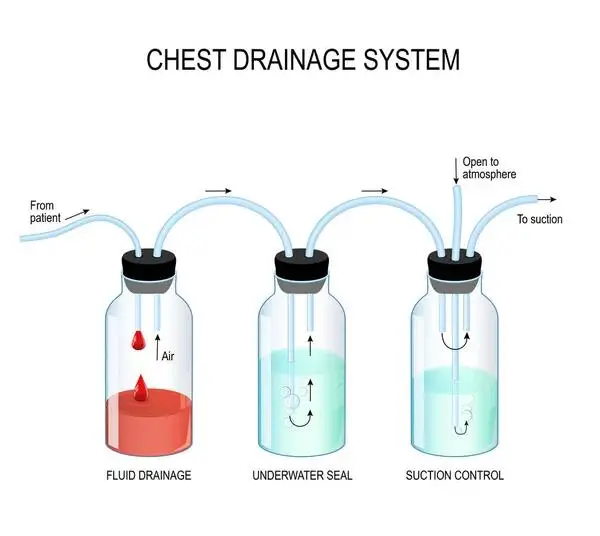 CHEST DRAINAGE SYSTEM
Open to
atmosphere
From
patient
To suction
Air
FLUID DRAINAGE
UNDERWATER SEAL
SUCTION CONTROL